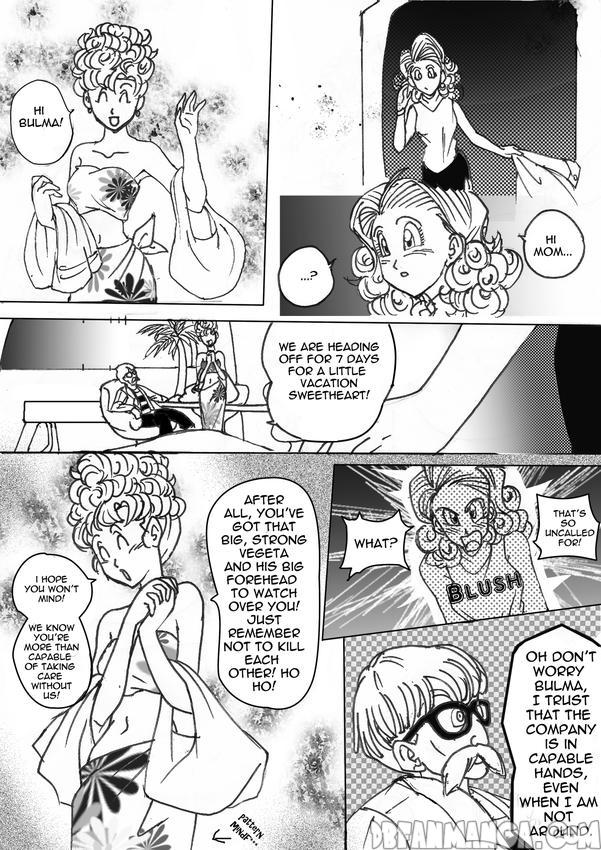 HI
BULMA!
HI
MOM...
...?
WE ARE HEADING
OFF FOR 7 DAYS
FOR A LITTLE
VACATION
SWEETHEART!
AFTER
ALL, YOU'VE
GOT THAT
BIG, STRONG
VEGETA
AND HIS BIG
FOREHEAD
TO WATCH
OVER YOU!
JUST
REMEMBER
NOT TO KILL
EACH
OTHER! HO
HO!
I HOPE
YOU WON'T
MIND!
WE KNOW
YOU'RE
MORE THAN
CAPABLE
OF TAKING
CARE
WITHOUT
US!
pattern
WHAT?
THAT'S
SO
UNCALLED
FOR!
BLUSH
OH DON'T
WORRY
BULMA,
I TRUST
THAT THE
COMPANY
IS IN
CAPABLE
HANDS,
EVEN
WHEN I AM
NOT
AROUND.
DBFANMANGA.COM